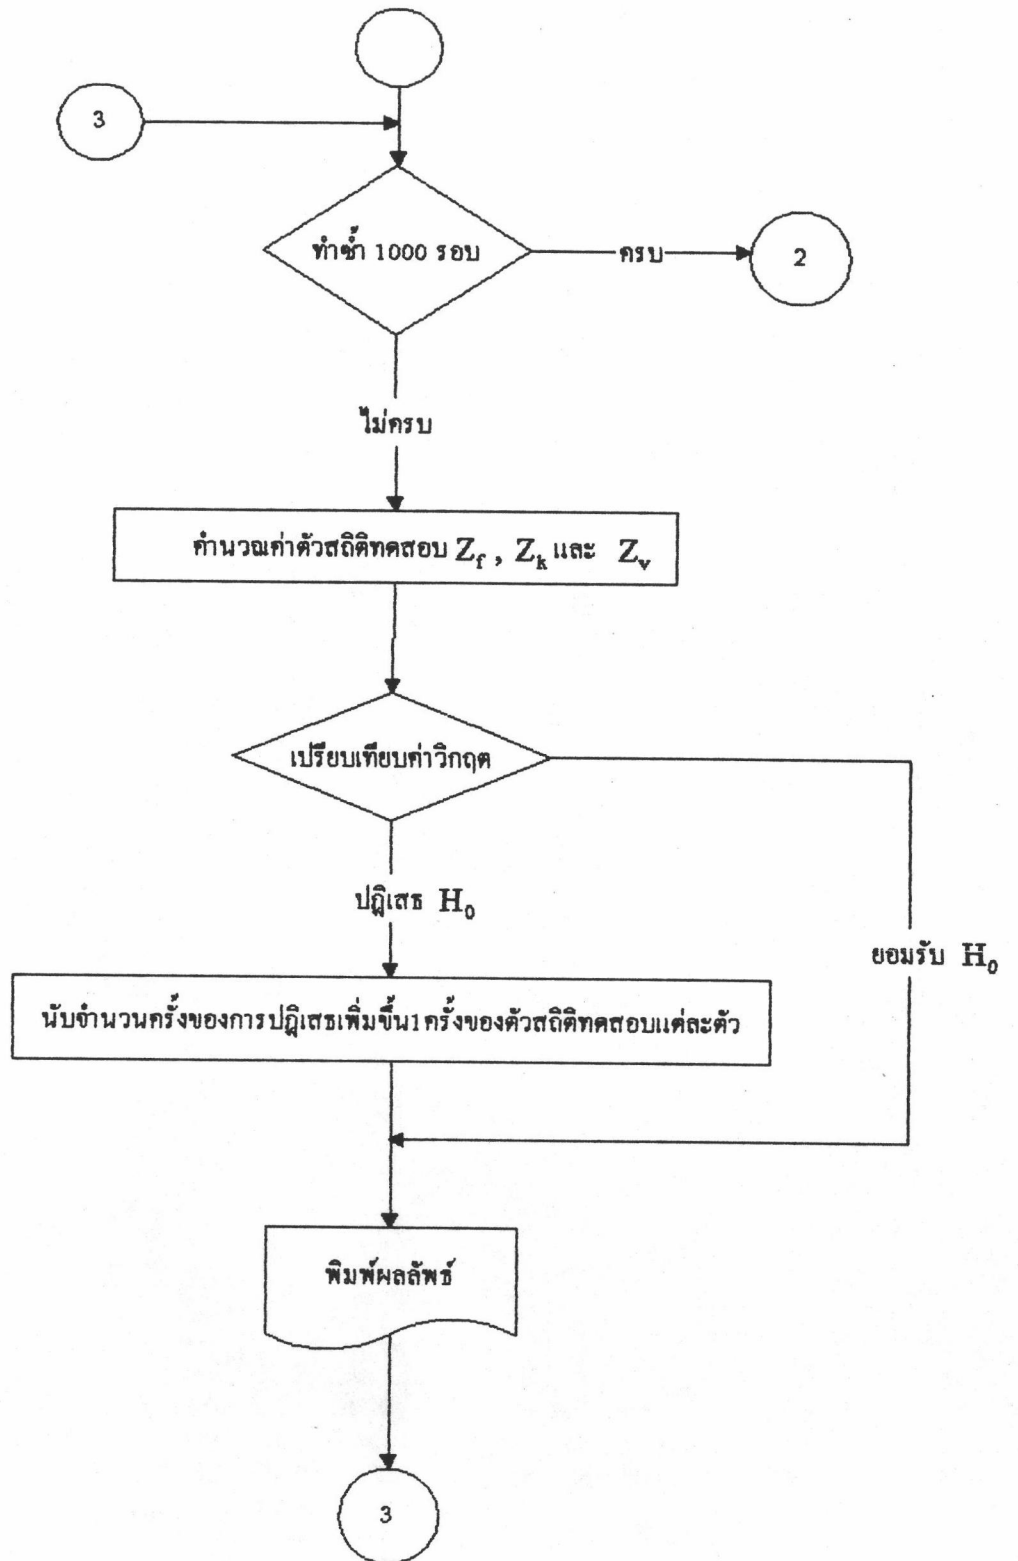 3
ทำซ้ำ 1000 รอบ
ครบ
2
ไม่ครบ
คำนวณค่าตัวสถิติทดสอบ Z_f , Z_k และ Z_v
เปรียบเทียบค่าวิกฤต
ปฏิเสธ H_0
ยอมรับ H_0
นับจำนวนครั้งของการปฏิเสธเพิ่มขึ้น1ครั้งของตัวสถิติทดสอบแต่ละตัว
พิมพ์ผลลัพธ์
3